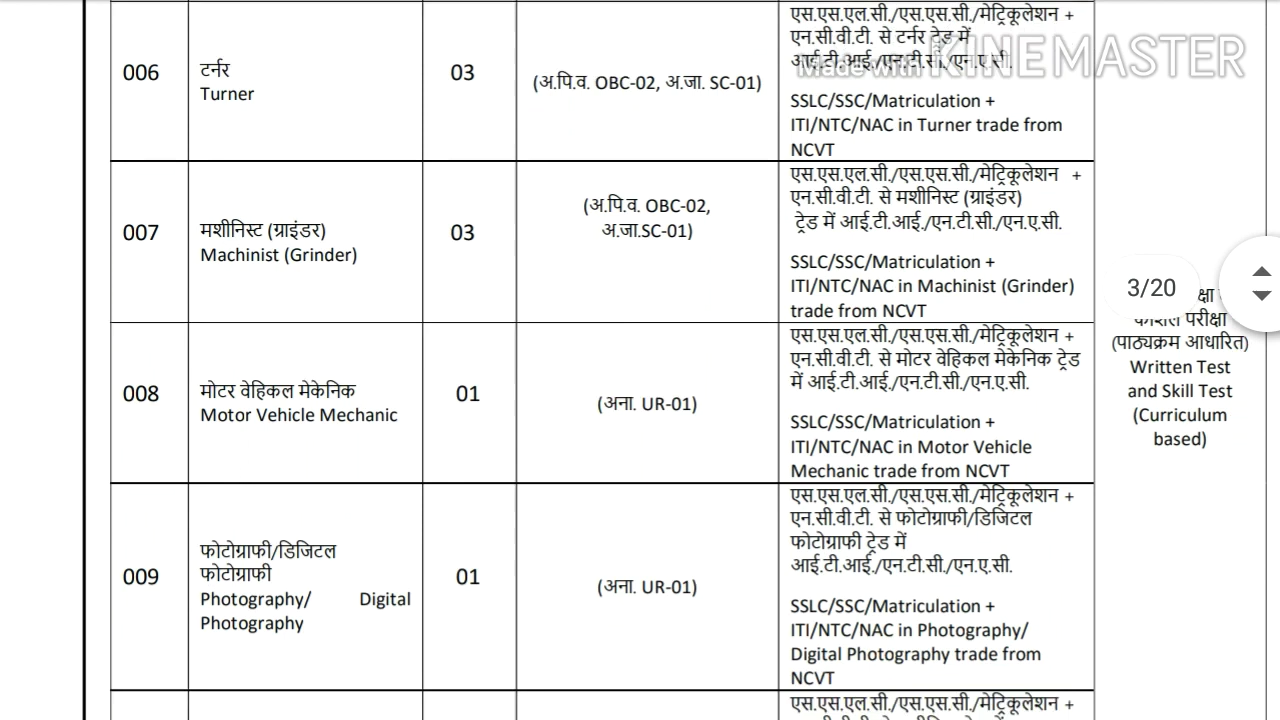 एस.एस.एल.सी./एस.एस.सी./मेट्रिकूलेशन +
एन.सी.वी.टी. से टर्नर ट्रेड में
आई.टी.आई./एन.टी.सी./एन.ए.सी.
Made with KINEMASTER
006
टर्नर
Turner
03
(अ.पि.व. OBC-02, अ.जा. SC-01)
SSLC/SSC/Matriculation +
ITI/NTC/NAC in Turner trade from
NCVT
007
मशीनिस्ट (ग्राइंडर)
Machinist (Grinder)
03
(अ.पि.व. OBC-02,
अ.जा.SC-01)
एस.एस.एल.सी./एस.एस.सी./मेट्रिकूलेशन +
एन.सी.वी.टी. से मशीनिस्ट (ग्राइंडर)
ट्रेड में आई.टी.आई./एन.टी.सी./एन.ए.सी.
SSLC/SSC/Matriculation +
ITI/NTC/NAC in Machinist (Grinder)
trade from NCVT
008
मोटर वेहिकल मेकेनिक
Motor Vehicle Mechanic
01
(अना. UR-01)
एस.एस.एल.सी./एस.एस.सी./मेट्रिकूलेशन +
एन.सी.वी.टी. से मोटर वेहिकल मेकेनिक ट्रेड
में आई.टी.आई./एन.टी.सी./एन.ए.सी.
SSLC/SSC/Matriculation +
ITI/NTC/NAC in Motor Vehicle
Mechanic trade from NCVT
009
फोटोग्राफी/डिजिटल
फोटोग्राफी
Photography/ Digital
Photography
01
(अना. UR-01)
एस.एस.एल.सी./एस.एस.सी./मेट्रिकूलेशन +
एन.सी.वी.टी. से फोटोग्राफी/डिजिटल
फोटोग्राफी ट्रेड में
आई.टी.आई./एन.टी.सी./एन.ए.सी.
SSLC/SSC/Matriculation +
ITI/NTC/NAC in Photography/
Digital Photography trade from
NCVT
एस.एस.एल.सी./एस.एस.सी./मेट्रिकूलेशन +
3/20
परीक्षा
(पाठ्यक्रम आधारित)
Written Test
and Skill Test
(Curriculum
based)